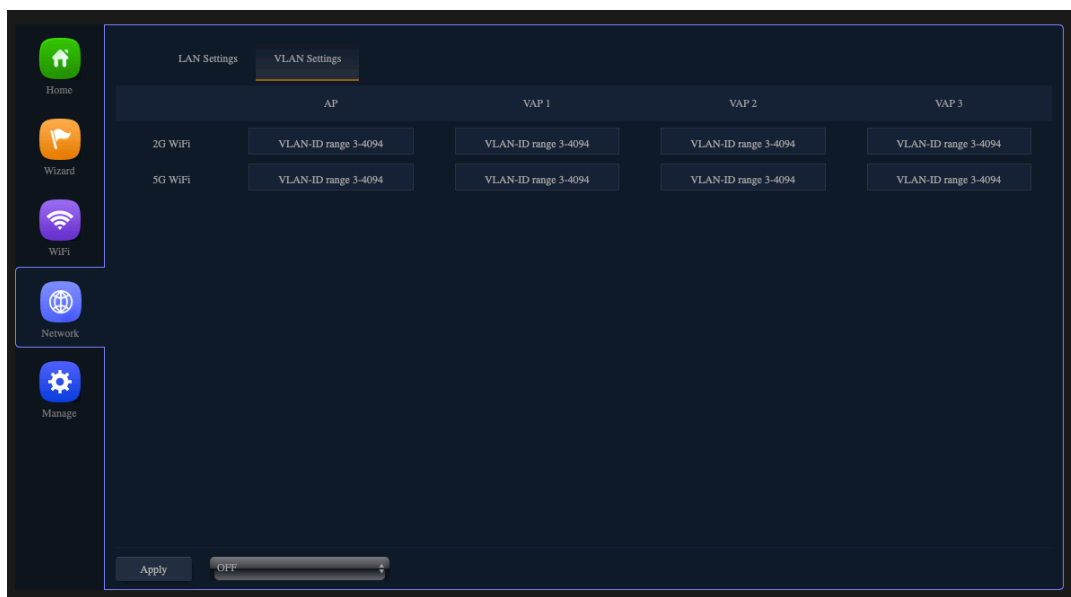 Home
Wizard
WiFi
Network
Manage
LAN Settings VLAN Settings
AP VAP 1 VAP 2 VAP 3
2G WiFi VLAN-ID range 3-4094 VLAN-ID range 3-4094 VLAN-ID range 3-4094 VLAN-ID range 3-4094
5G WiFi VLAN-ID range 3-4094 VLAN-ID range 3-4094 VLAN-ID range 3-4094 VLAN-ID range 3-4094
Apply OFF